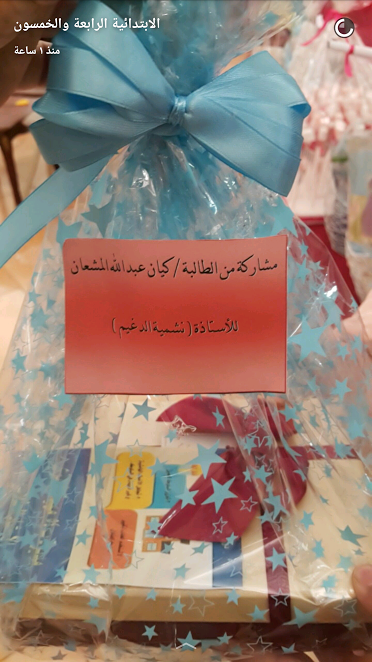 الابتدائية الرابعة والخمسون
منذ ١ ساعة
مشاركة من الطالبة / كيان عبدالله المشعان
للأستاذة ( نشمية الدغيم )